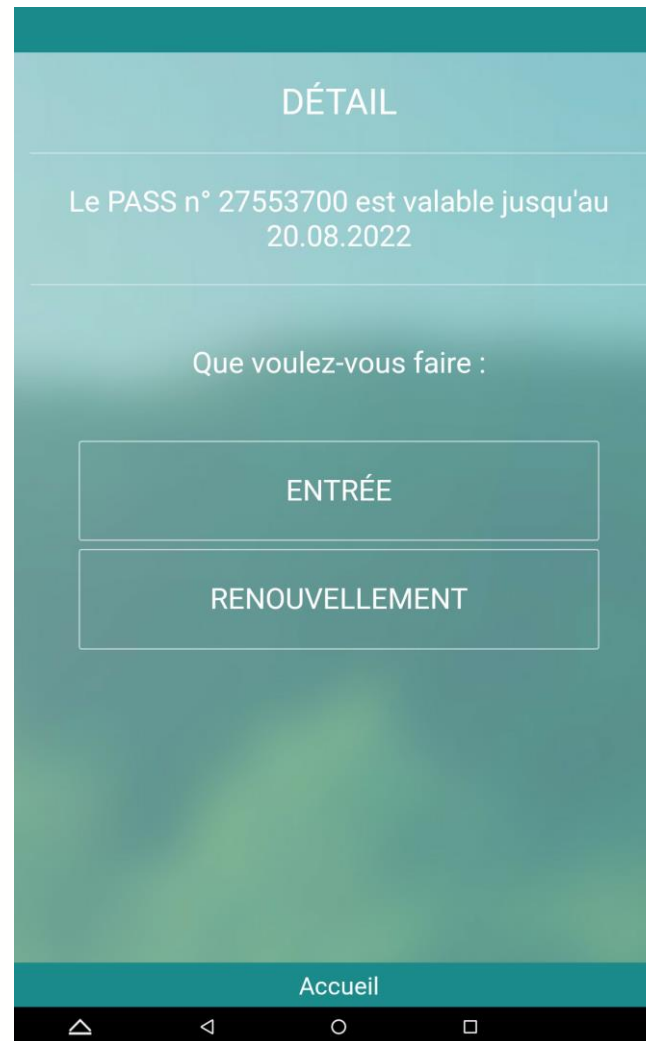 DÉTAIL
Le PASS n° 27553700 est valable jusqu'au
20.08.2022
Que voulez-vous faire :
ENTRÉE
RENOUVELLEMENT
Accueil